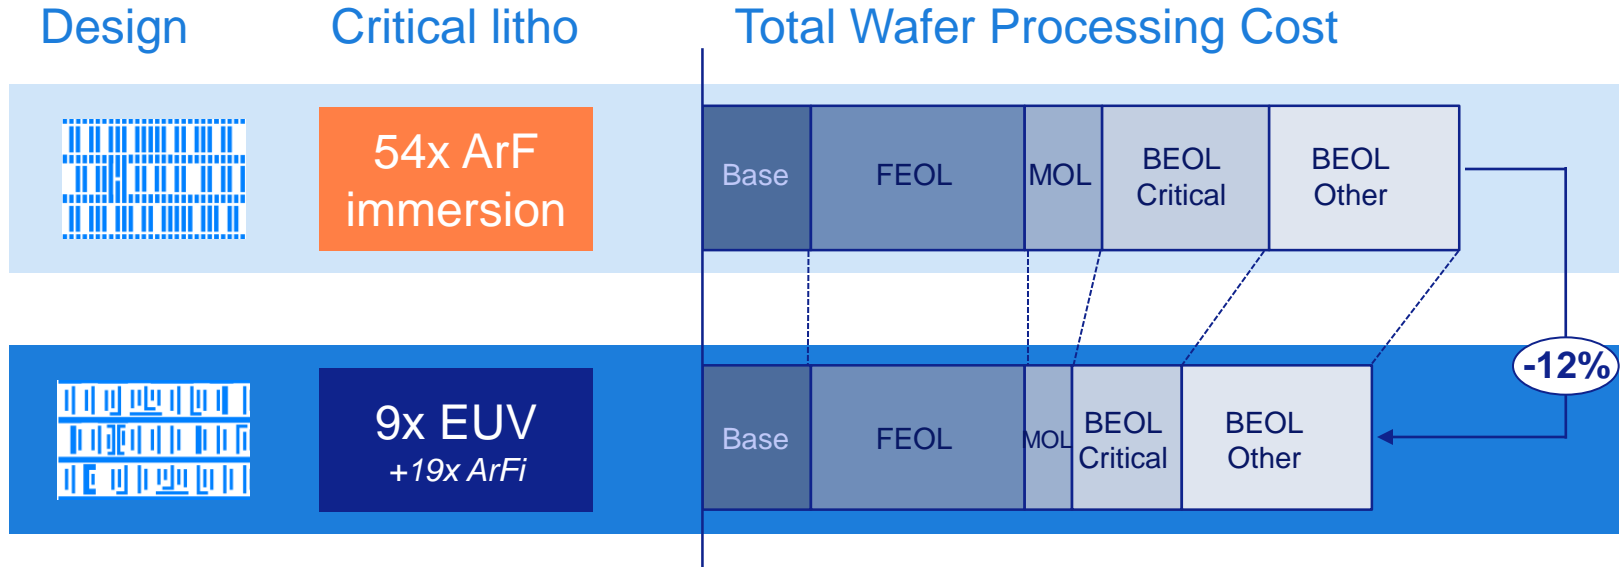 Design
Critical litho
Total Wafer Processing Cost
54x ArF
immersion
Base
FEOL
MOL
BEOL
Critical
BEOL
Other
-12%
9x EUV
+19x ArFi
Base
FEOL
MOL
BEOL
Critical
BEOL
Other